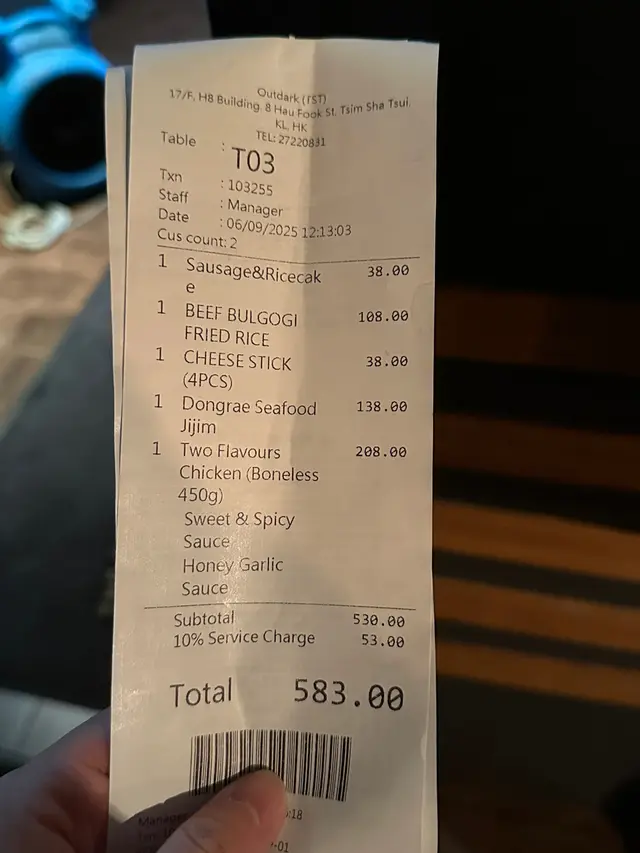 Outdark (TST)
17/F, H8 Building, 8 Hau Fook St, Tsim Sha Tsui,
KL, HK
TEL: 27220831
Table : T03
Txn : 103255
Staff : Manager
Date : 06/09/2025 12:13:03
Cus count: 2
1 Sausage&Ricecak 38.00
e
1 BEEF BULGOGI 108.00
FRIED RICE
1 CHEESE STICK 38.00
(4PCS)
1 Dongrae Seafood 138.00
Jijim
1 Two Flavours 208.00
Chicken (Boneless
450g)
Sweet & Spicy
Sauce
Honey Garlic
Sauce
Subtotal 530.00
10% Service Charge 53.00
Total 583.00
Manager :18
-01